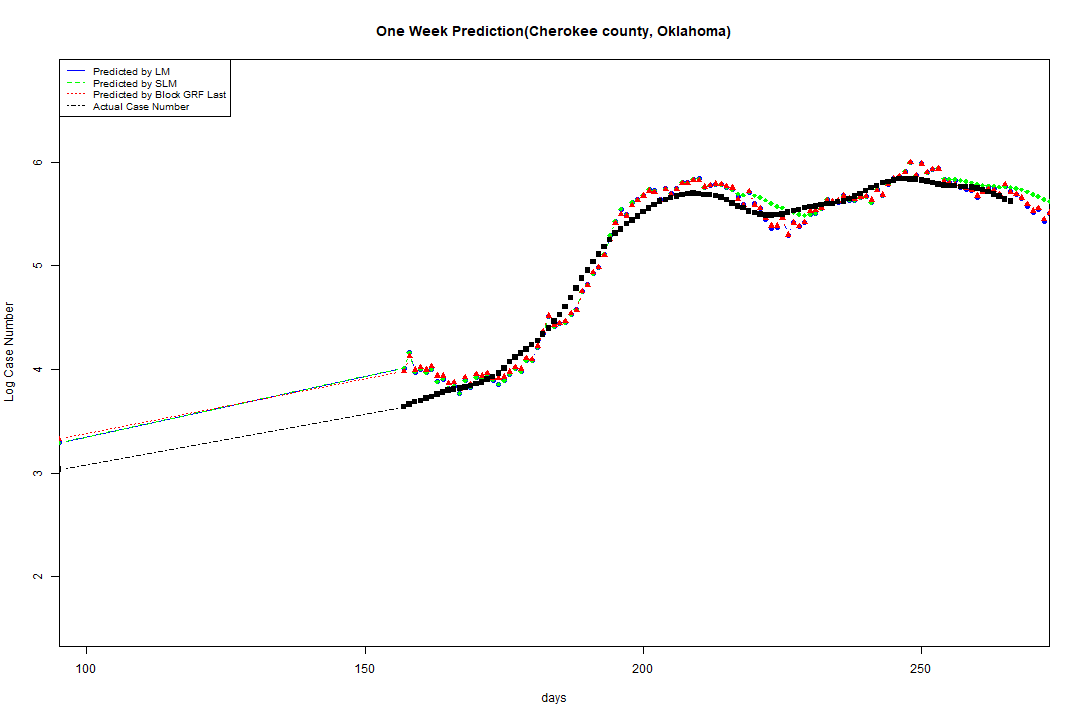 One Week Prediction(Cherokee county, Oklahoma)
Predicted by LM
Predicted by SLM
Predicted by Block GRF Last
Actual Case Number
6
5
4
3
2
Log Case Number
100 150 200 250
days